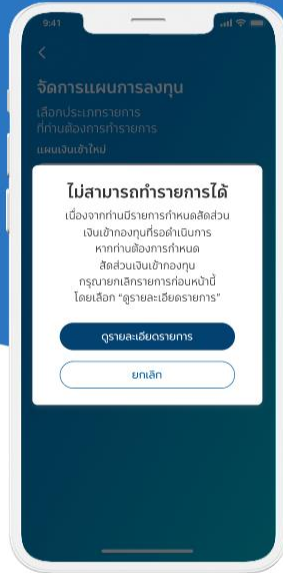 9:41
จัดการแผนการลงทุน
เลือกประเภทรายการ
ที่ท่านต้องการทำรายการ
แผนเงินเข้าใหม่
ไม่สามารถทำรายการได้
เนื่องจากท่านมีรายการกำหนดสัดส่วน
เงินเข้ากองทุนที่รอดำเนินการ
หากท่านต้องการกำหนด
สัดส่วนเงินเข้ากองทุน
กรุณายกเลิกรายการก่อนหน้านี้
โดยเลือก “ดูรายละเอียดรายการ”
ดูรายละเอียดรายการ
ยกเลิก